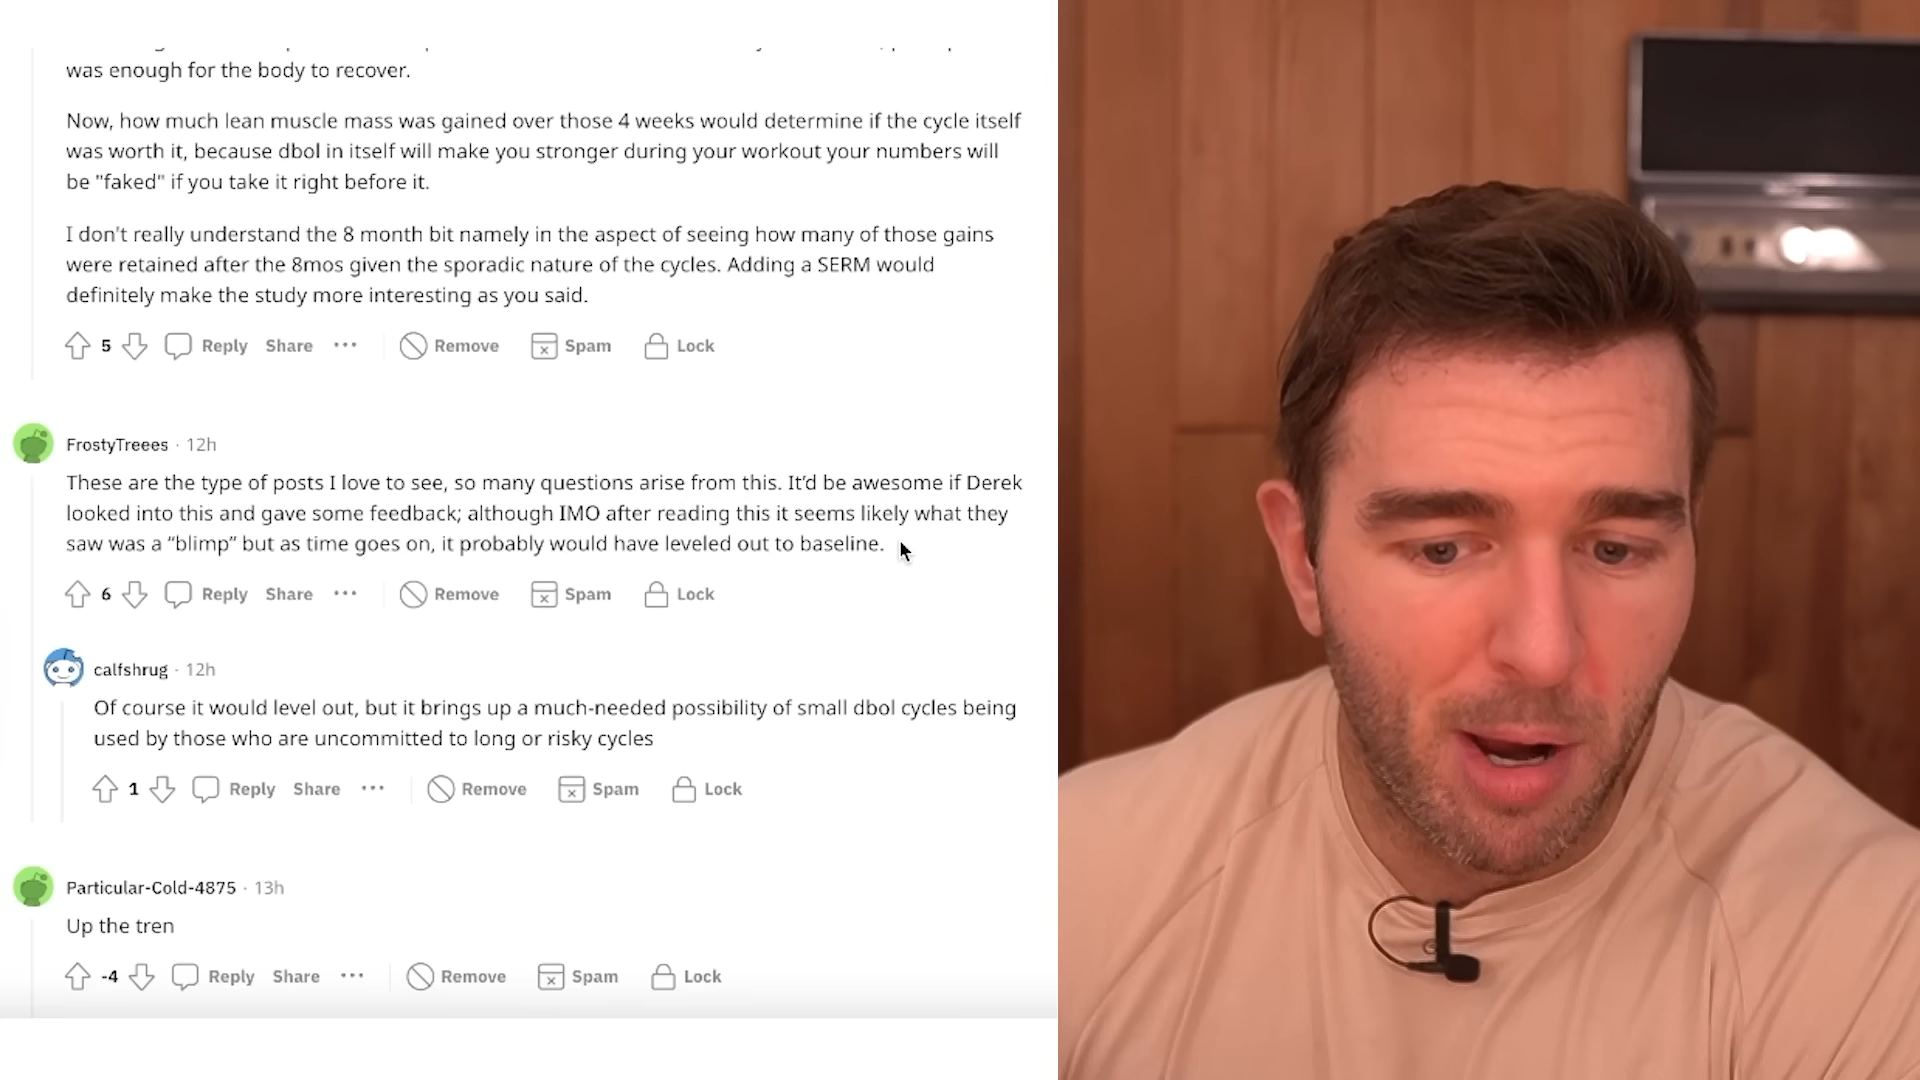 was enough for the body to recover.
Now, how much lean muscle mass was gained over those 4 weeks would determine if the cycle itself
was worth it, because dbol in itself will make you stronger during your workout your numbers will
be "faked" if you take it right before it.
I don't really understand the 8 month bit namely in the aspect of seeing how many of those gains
were retained after the 8mos given the sporadic nature of the cycles. Adding a SERM would
definitely make the study more interesting as you said.
5 Reply Share ··· Remove Spam Lock
FrostyTreees · 12h
These are the type of posts I love to see, so many questions arise from this. It’d be awesome if Derek
looked into this and gave some feedback; although IMO after reading this it seems likely what they
saw was a “blimp” but as time goes on, it probably would have leveled out to baseline.
6 Reply Share ··· Remove Spam Lock
calfshrug · 12h
Of course it would level out, but it brings up a much-needed possibility of small dbol cycles being
used by those who are uncommitted to long or risky cycles
1 Reply Share ··· Remove Spam Lock
Particular-Cold-4875 · 13h
Up the tren
-4 Reply Share ··· Remove Spam Lock